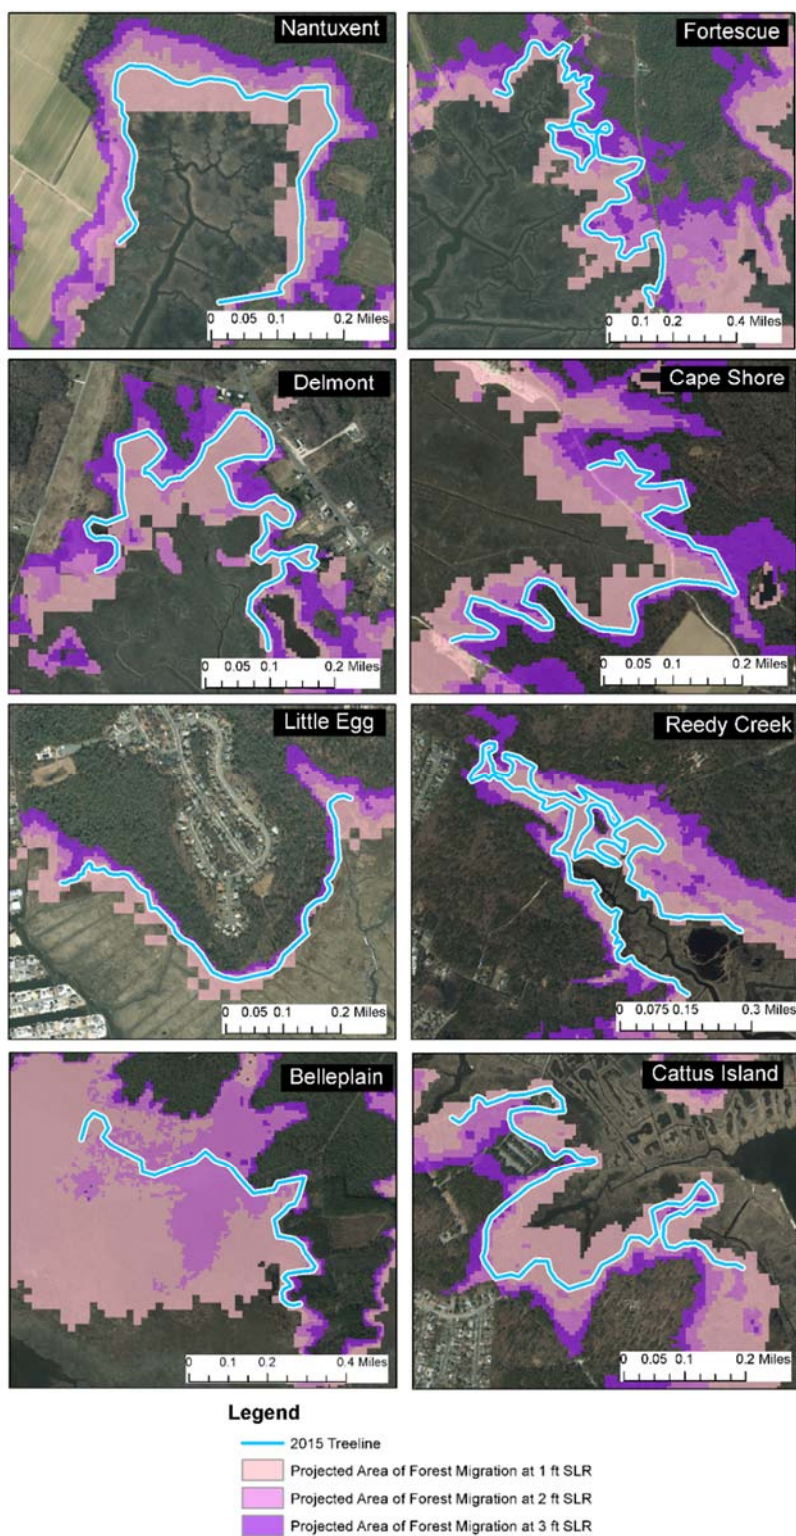 Nantuxent
0 0.05 0.1 0.2 Miles
Fortescue
0 0.1 0.2 0.4 Miles
Delmont
0 0.05 0.1 0.2 Miles
Cape Shore
0 0.05 0.1 0.2 Miles
Little Egg
0 0.05 0.1 0.2 Miles
Reedy Creek
0 0.075 0.15 0.3 Miles
Belleplain
0 0.1 0.2 0.4 Miles
Cattus Island
0 0.05 0.1 0.2 Miles
Legend
2015 Treeline
Projected Area of Forest Migration at 1 ft SLR
Projected Area of Forest Migration at 2 ft SLR
Projected Area of Forest Migration at 3 ft SLR